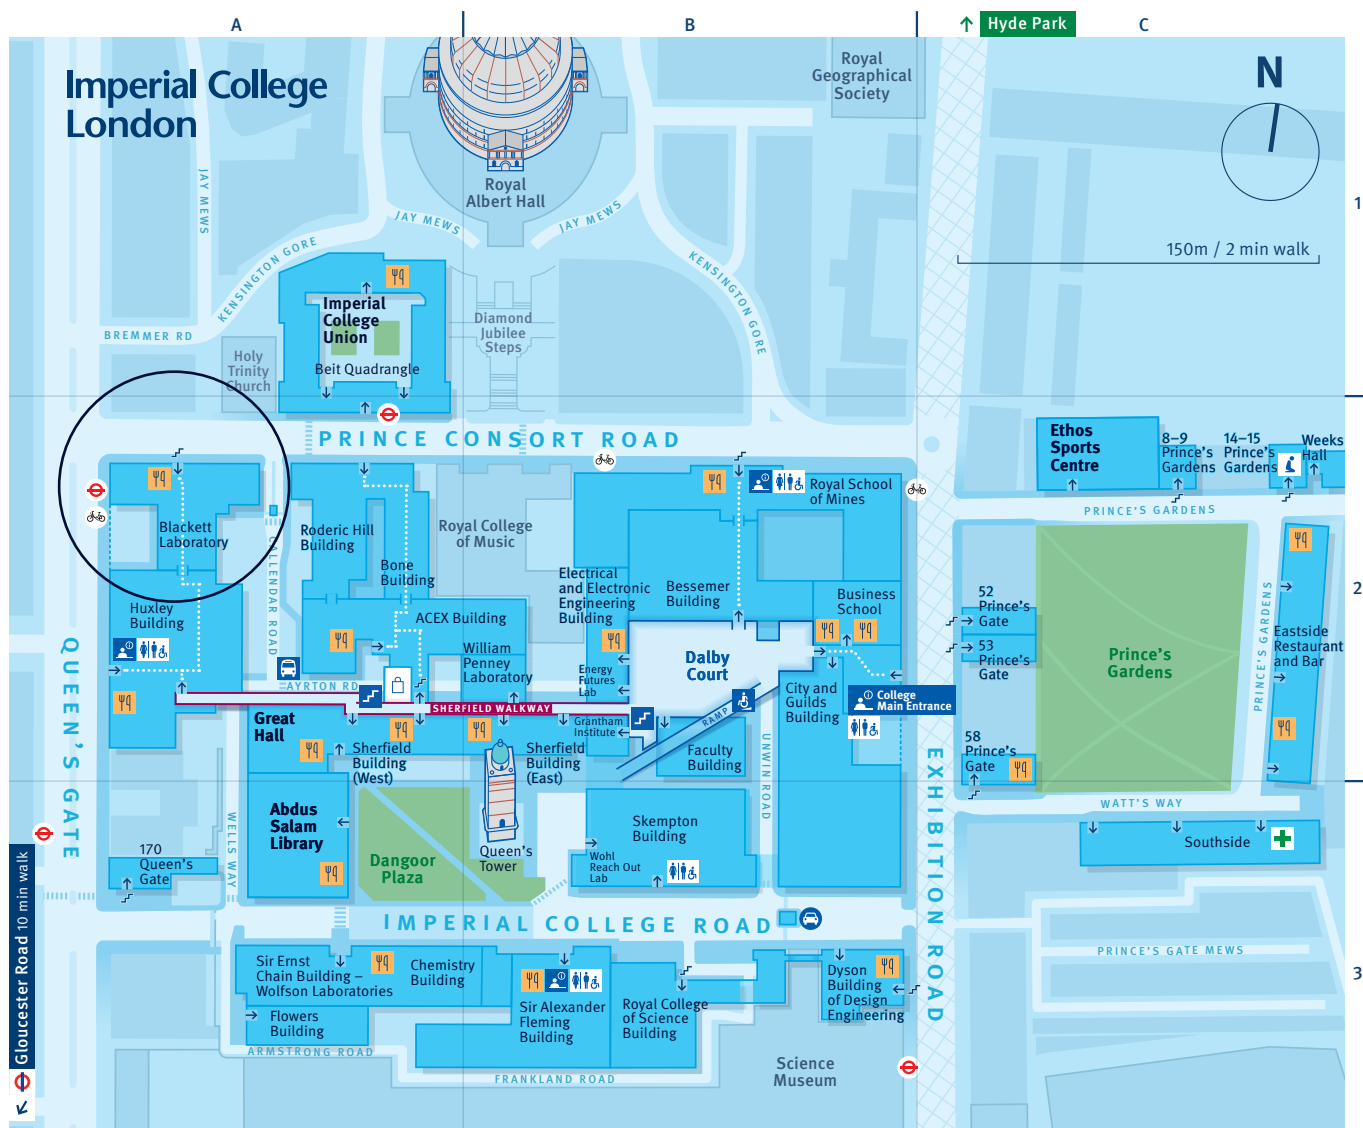 A
B
Hyde Park
C
Imperial College
London
Royal
Geographical
Society
N
Royal
Albert Hall
JAY MEWS
JAY MEWS
JAY MEWS
1
KENSINGTON GORE
KENSINGTON GORE
150m / 2 min walk
BREMMER RD
Imperial
College
Union
Beit Quadrangle
Diamond
Jubilee
Steps
Holy
Trinity
Church
PRINCE CONSORT ROAD
Ethos
Sports
Centre
8–9
Prince's
Gardens
14–15
Prince's
Gardens
Weeks
Hall
PRINCE'S GARDENS
Blackett
Laboratory
Roderic Hill
Building
Bone
Building
Royal College
of Music
Royal School
of Mines
CALLENDAR ROAD
Electrical
and Electronic
Engineering
Building
Bessemer
Building
Business
School
2
Huxley
Building
ACEX Building
William
Penney
Laboratory
Energy
Futures
Lab
Dalby
Court
52
Prince's
Gate
53
Prince's
Gate
Prince's
Gardens
PRINCE'S GARDENS
Eastside
Restaurant
and Bar
QUEEN'S GATE
AYRTON RD
SHERFIELD WALKWAY
Great
Hall
Sherfield
Building
(West)
Sherfield
Building
(East)
Grantham
Institute
RAMP
City and
Guilds
Building
College
Main Entrance
Faculty
Building
UNWIN ROAD
58
Prince's
Gate
EXHIBITION ROAD
WATT'S WAY
Southside
Abdus
Salam
Library
WELLS WAY
170
Queen's
Gate
Dangoor
Plaza
Queen's
Tower
Skempton
Building
Wohl
Reach Out
Lab
Gloucester Road 10 min walk
IMPERIAL COLLEGE ROAD
PRINCE'S GATE MEWS
3
Sir Ernst
Chain Building –
Wolfson Laboratories
Chemistry
Building
Flowers
Building
Sir Alexander
Fleming
Building
Royal College
of Science
Building
Dyson
Building
of Design
Engineering
ARMSTRONG ROAD
FRANKLAND ROAD
Science
Museum